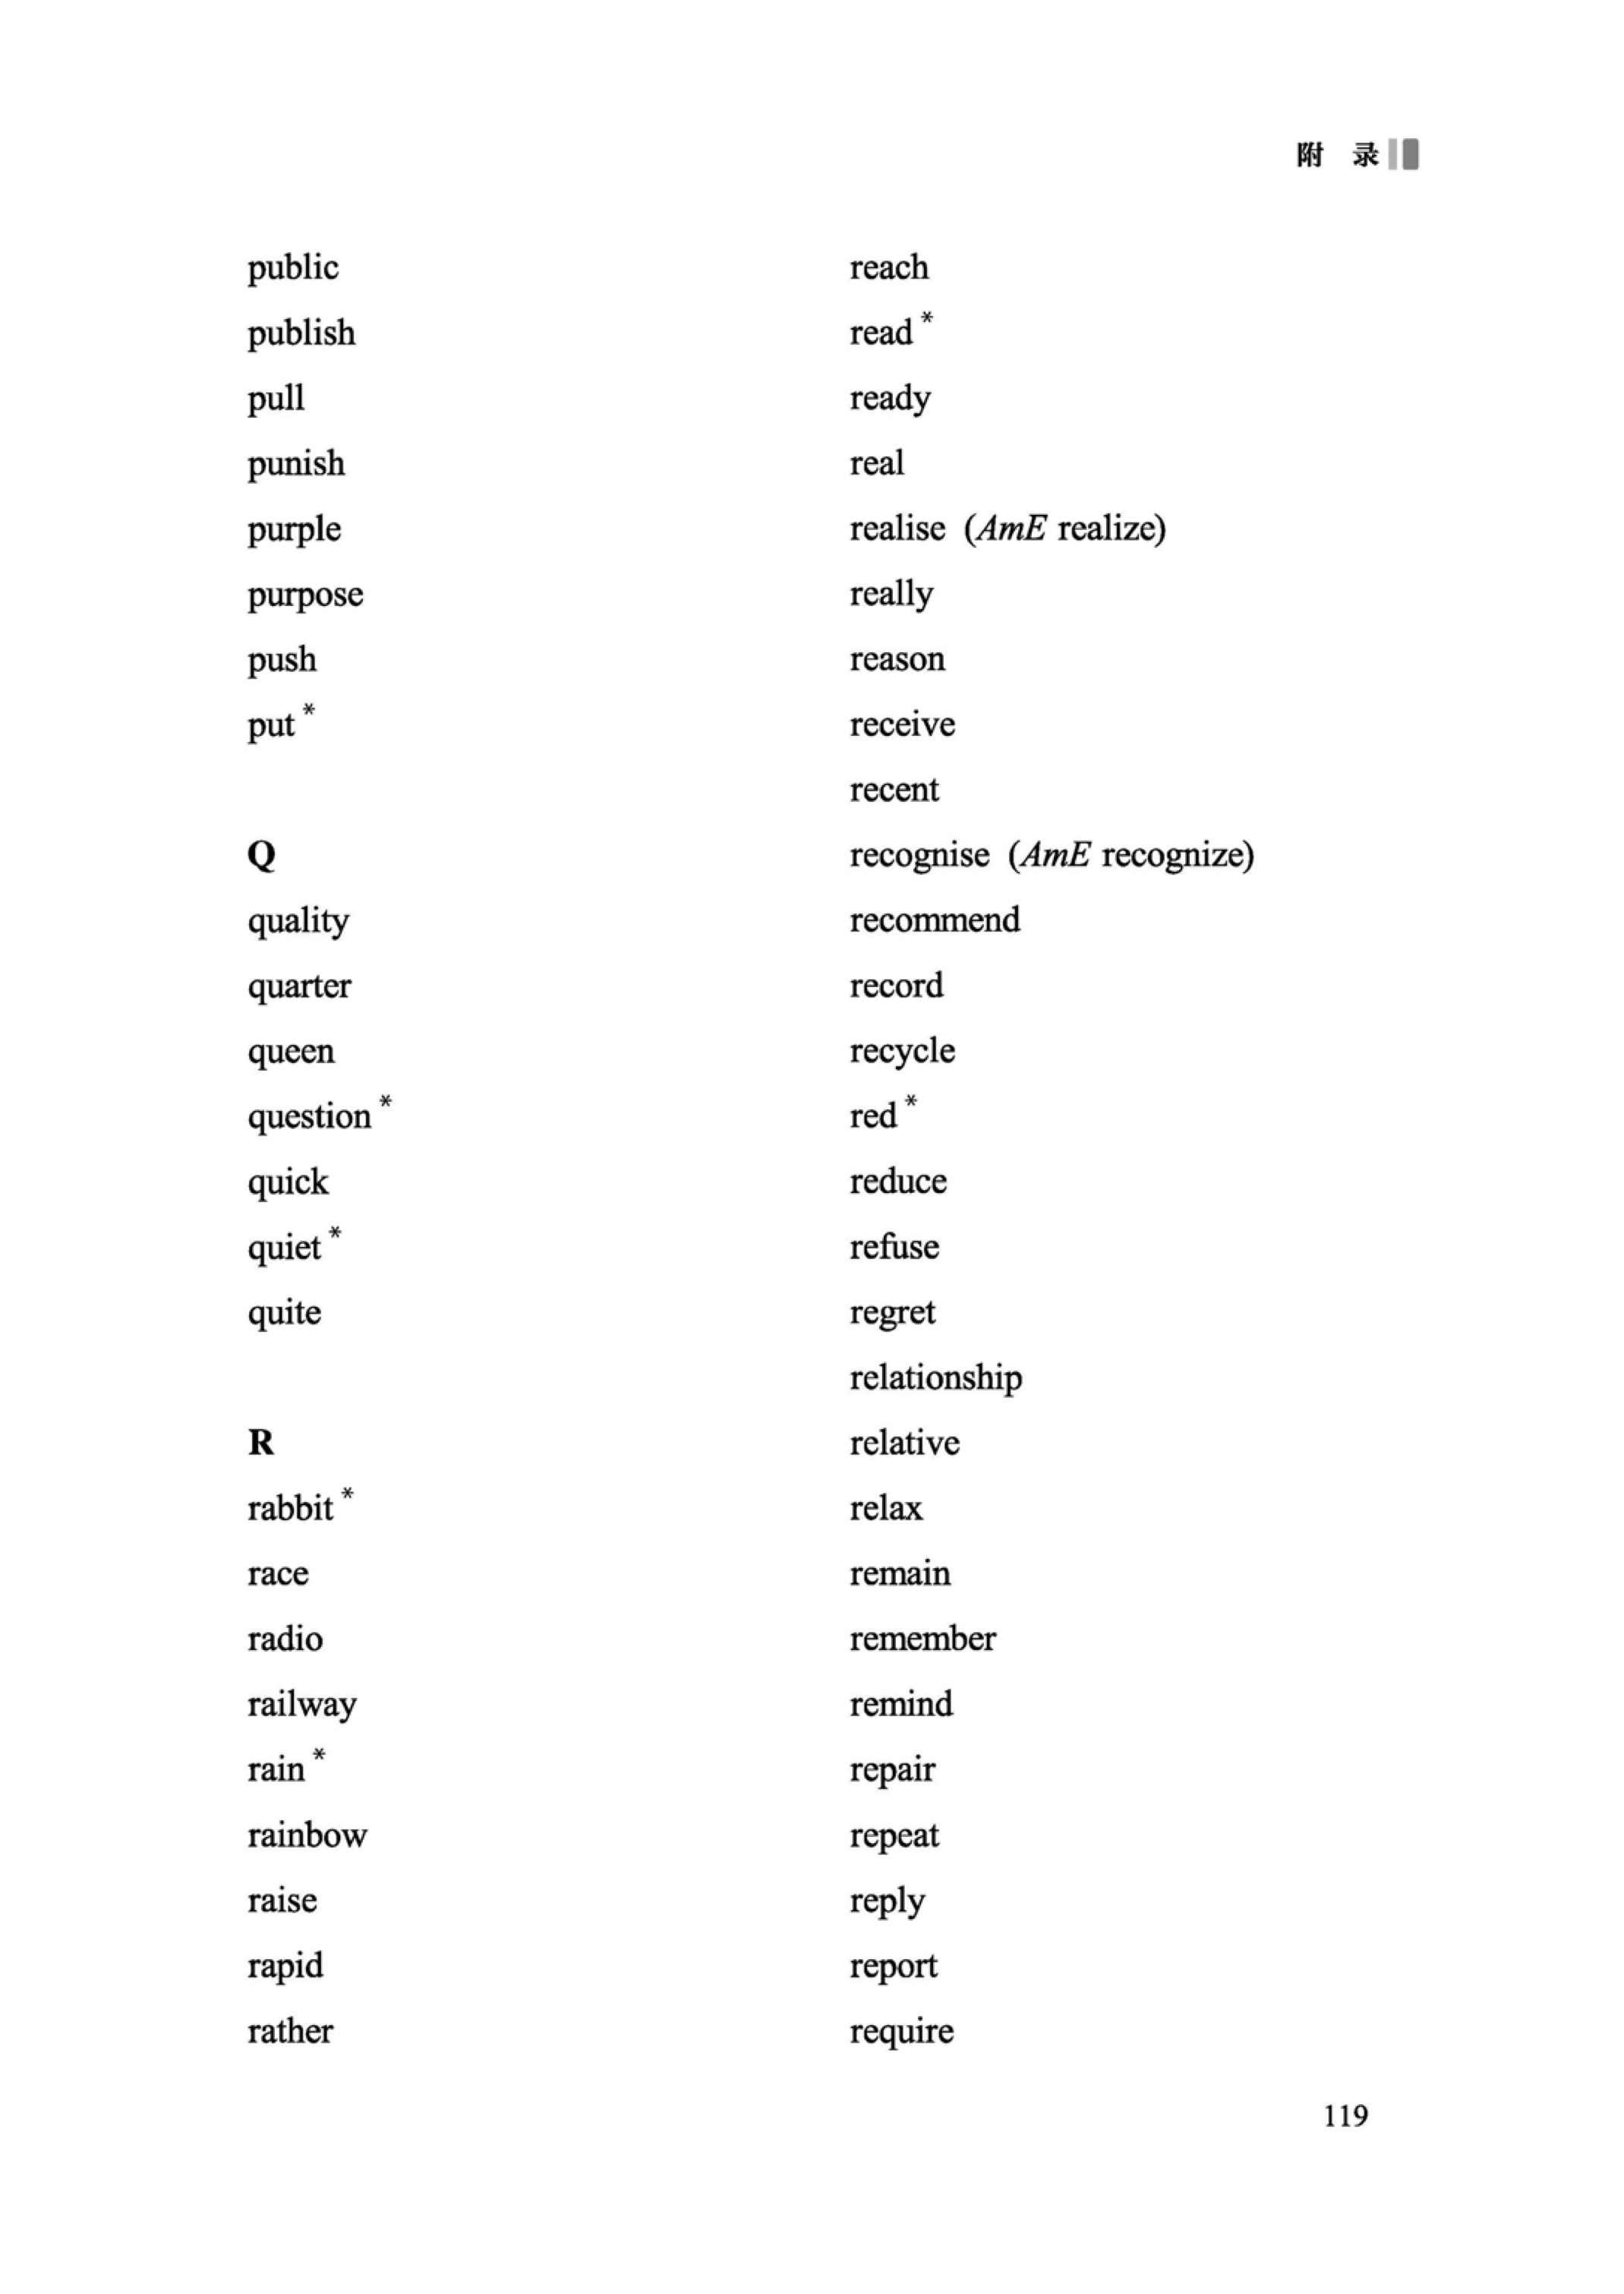 附 录
public
publish
pull
punish
purple
purpose
push
put *
Q
quality
quarter
queen
question *
quick
quiet *
quite
R
rabbit *
race
radio
railway
rain *
rainbow
raise
rapid
rather
reach
read *
ready
real
realise (AmE realize)
really
reason
receive
recent
recognise (AmE recognize)
recommend
record
recycle
red *
reduce
refuse
regret
relationship
relative
relax
remain
remember
remind
repair
repeat
reply
report
require
119